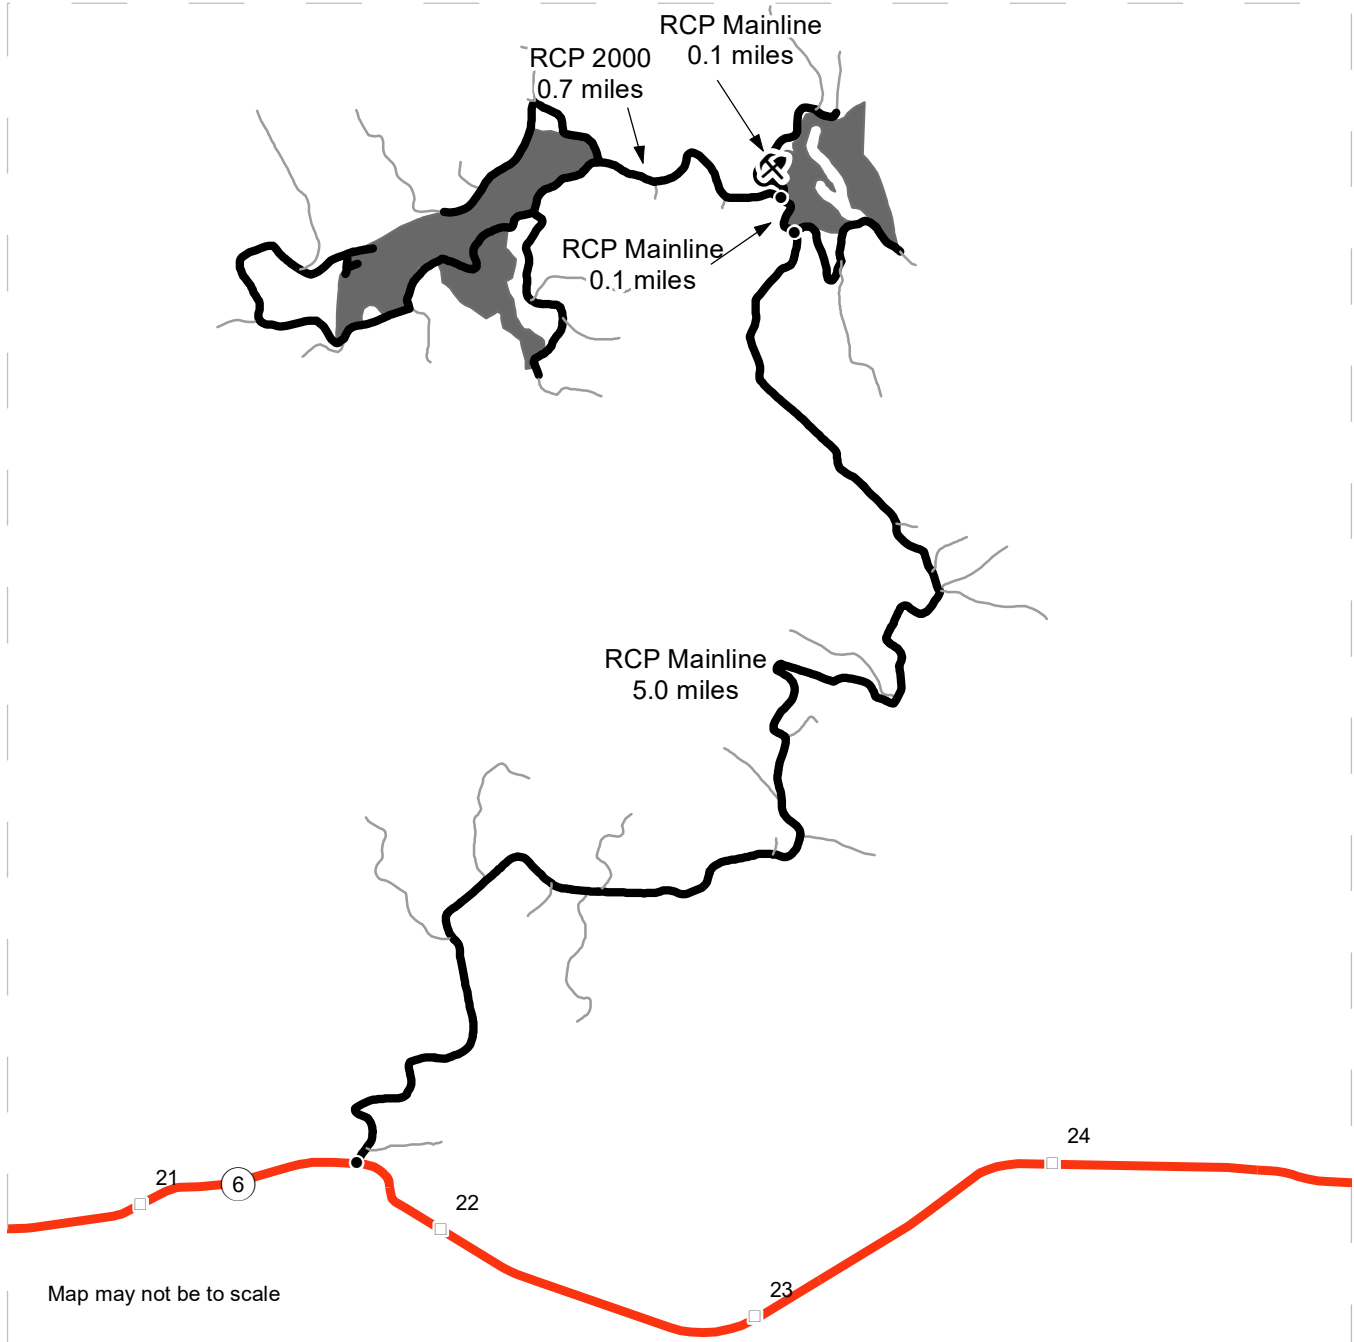 RCP Mainline
0.1 miles
RCP 2000
0.7 miles
RCP Mainline
0.1 miles
RCP Mainline
5.0 miles
24
21
6
22
23
Map may not be to scale